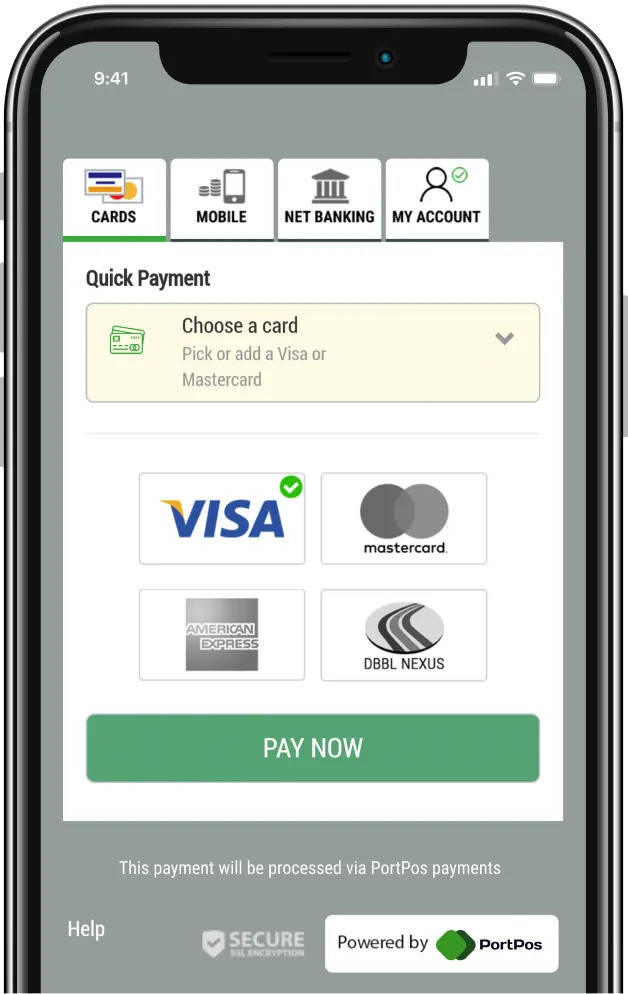 9:41
CARDS
MOBILE
NET BANKING
MY ACCOUNT
Quick Payment
Choose a card
Pick or add a Visa or
Mastercard
VISA
mastercard.
AMERICAN
EXPRESS
DBBL NEXUS
PAY NOW
This payment will be processed via PortPos payments
Help
SECURE
SSL ENCRYPTION
Powered by PortPos